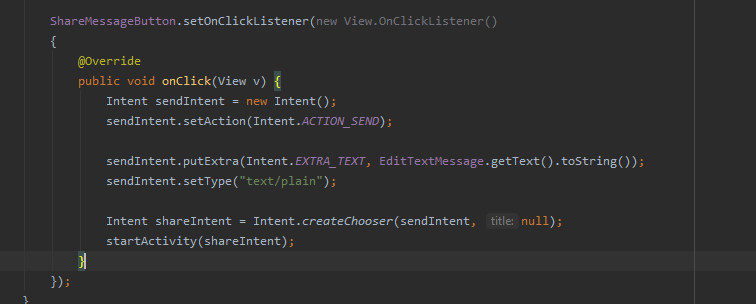 ShareMessageButton.setOnClickListener(new View.OnClickListener()
{
@Override
public void onClick(View v) {
Intent sendIntent = new Intent();
sendIntent.setAction(Intent.ACTION_SEND);
sendIntent.putExtra(Intent.EXTRA_TEXT, EditTextMessage.getText().toString());
sendIntent.setType("text/plain");
Intent shareIntent = Intent.createChooser(sendIntent, title: null);
startActivity(shareIntent);
}
});
}